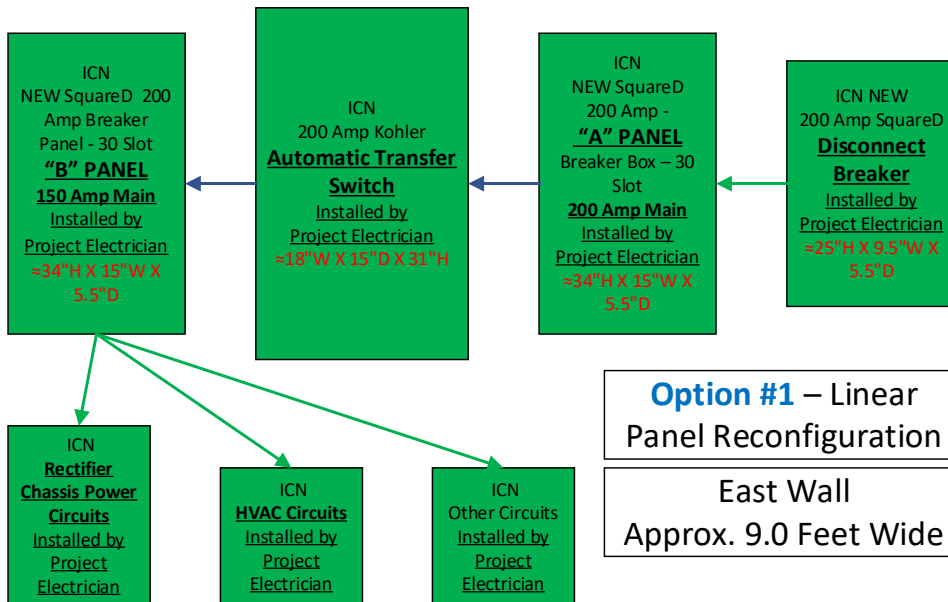 ICN
NEW SquareD 200
Amp Breaker
Panel - 30 Slot
“B” PANEL
150 Amp Main
Installed by
Project Electrician
≈34"H X 15"W X
5.5"D
ICN
200 Amp Kohler
Automatic Transfer
Switch
Installed by
Project Electrician
≈18"W X 15"D X 31"H
ICN
NEW SquareD
200 Amp -
“A” PANEL
Breaker Box – 30
Slot
200 Amp Main
Installed by
Project Electrician
≈34"H X 15"W X
5.5"D
ICN NEW
200 Amp SquareD
Disconnect
Breaker
Installed by
Project Electrician
≈25"H X 9.5"W X
5.5"D
ICN
Rectifier
Chassis Power
Circuits
Installed by
Project
Electrician
ICN
HVAC Circuits
Installed by
Project
Electrician
ICN
Other Circuits
Installed by
Project
Electrician
Option #1 – Linear
Panel Reconfiguration
East Wall
Approx. 9.0 Feet Wide